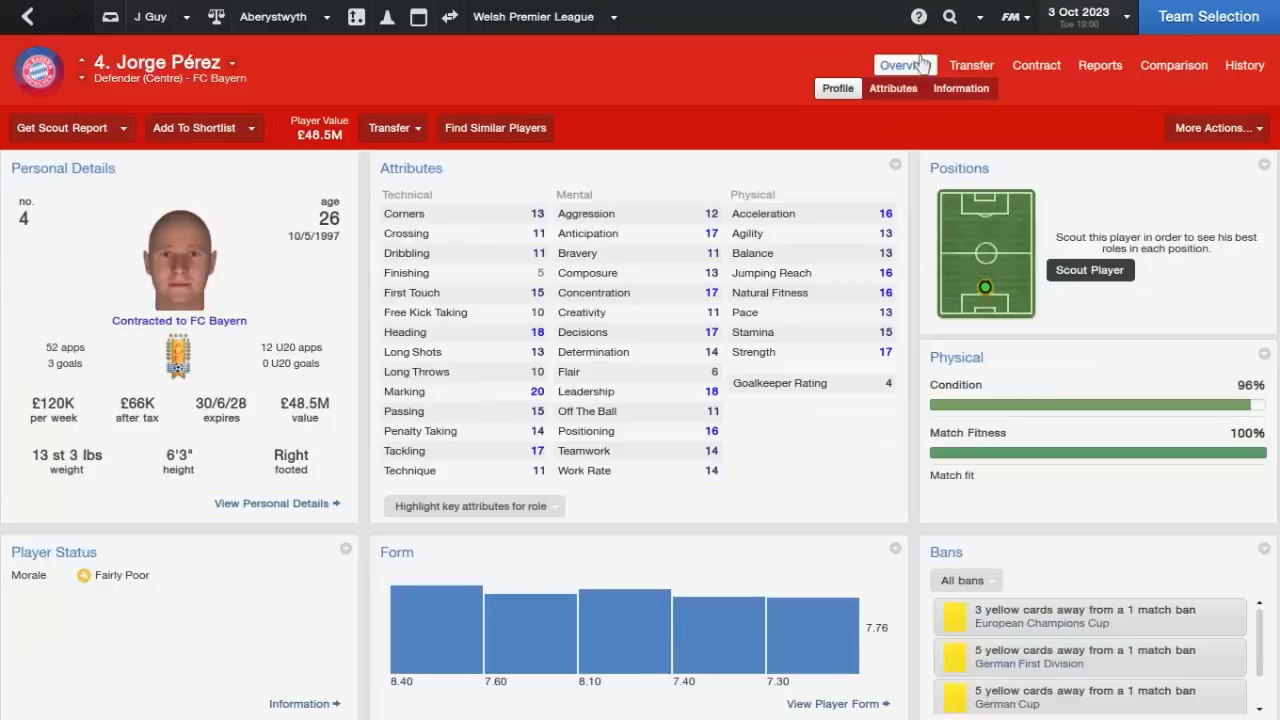 J Guy
Aberystwyth
Welsh Premier League
FM
3 Oct 2023
Tue 19:00
Team Selection
4. Jorge Pérez
Defender (Centre) - FC Bayern
Transfer
Contract
Reports
Comparison
History
Profile
Attributes
Information
Get Scout Report
Add To Shortlist
Player Value
£48.5M
Transfer
Find Similar Players
More Actions...
Personal Details
no.
4
age
26
10/5/1997
Contracted to FC Bayern
52 apps
3 goals
12 U20 apps
0 U20 goals
£120K
per week
£66K
after tax
30/6/28
expires
£48.5M
value
13 st 3 lbs
weight
6'3"
height
Right
footed
View Personal Details
Attributes
Technical Mental Physical
Corners 13 Aggression 12 Acceleration 16
Crossing 11 Anticipation 17 Agility 13
Dribbling 11 Bravery 11 Balance 13
Finishing 5 Composure 13 Jumping Reach 16
First Touch 15 Concentration 17 Natural Fitness 16
Free Kick Taking 10 Creativity 11 Pace 13
Heading 18 Decisions 17 Stamina 15
Long Shots 13 Determination 14 Strength 17
Long Throws 10 Flair 6
Goalkeeper Rating 4
Marking 20 Leadership 18
Passing 15 Off The Ball 11
Penalty Taking 14 Positioning 16
Tackling 17 Teamwork 14
Technique 11 Work Rate 14
Highlight key attributes for role
Positions
Scout this player in order to see his best
roles in each position.
Scout Player
Physical
Condition 96%
Match Fitness 100%
Match fit
Player Status
Morale Fairly Poor
Information
Form
7.76
8.40 7.60 8.10 7.40 7.30
View Player Form
Bans
All bans
3 yellow cards away from a 1 match ban
European Champions Cup
5 yellow cards away from a 1 match ban
German First Division
5 yellow cards away from a 1 match ban
German Cup